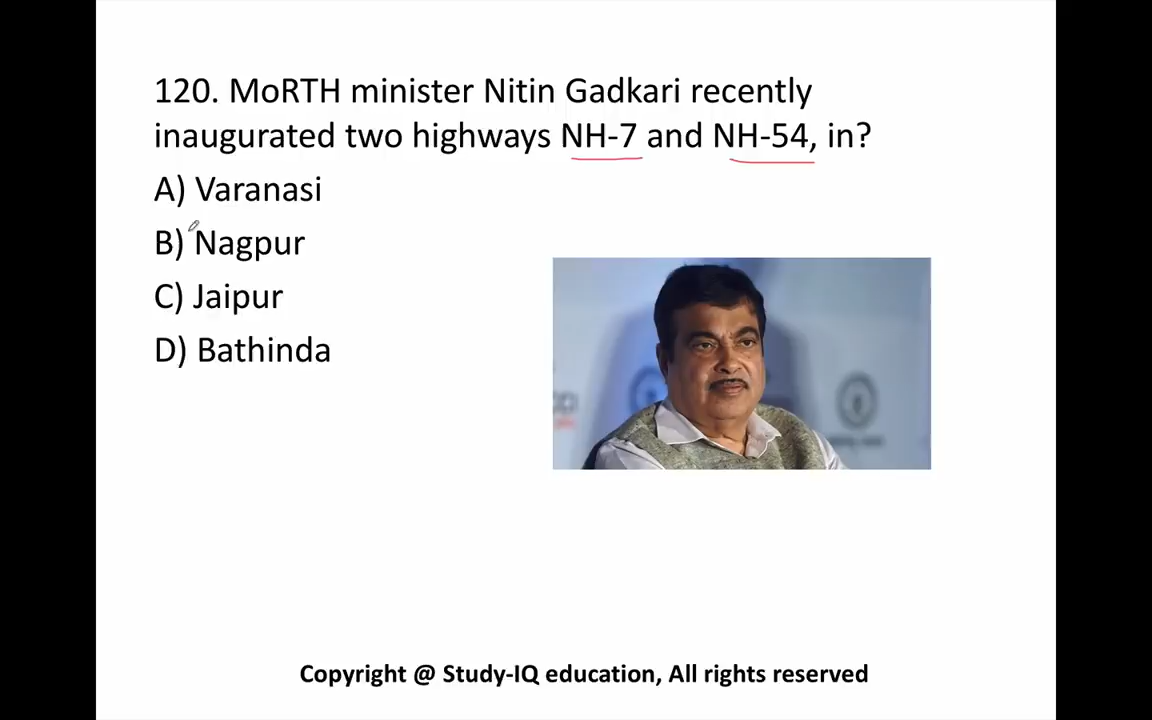 120. MoRTH minister Nitin Gadkari recently
inaugurated two highways NH-7 and NH-54, in?
A) Varanasi
B) Nagpur
C) Jaipur
D) Bathinda
Copyright @ Study-IQ education, All rights reserved